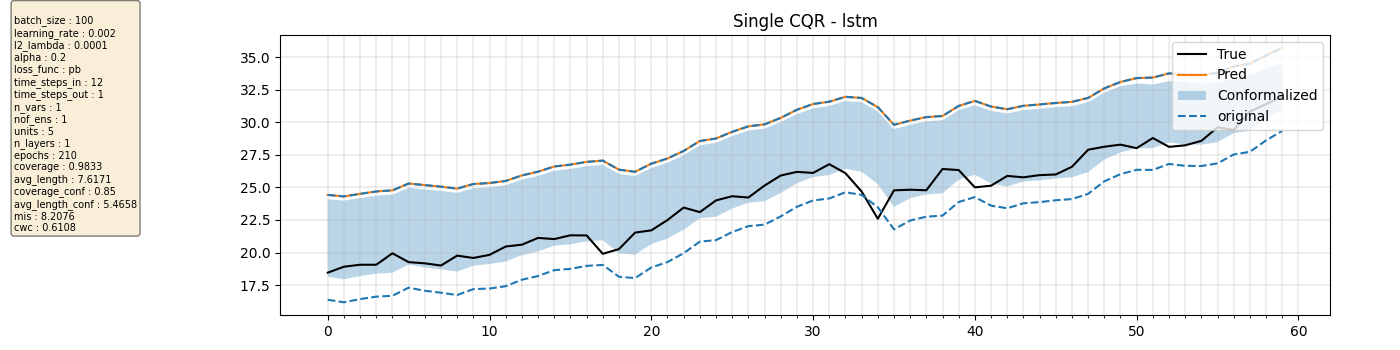 batch_size : 100
learning_rate : 0.002
l2_lambda : 0.0001
alpha : 0.2
loss_func : pb
time_steps_in : 12
time_steps_out : 1
n_vars : 1
nof_ens : 1
units : 5
n_layers : 1
epochs : 210
coverage : 0.9833
avg_length : 7.6171
coverage_conf : 0.85
avg_length_conf : 5.4658
mis : 8.2076
cwc : 0.6108
Single CQR - lstm
35.0
32.5
30.0
27.5
25.0
22.5
20.0
17.5
True
Pred
Conformalized
original
0 10 20 30 40 50 60